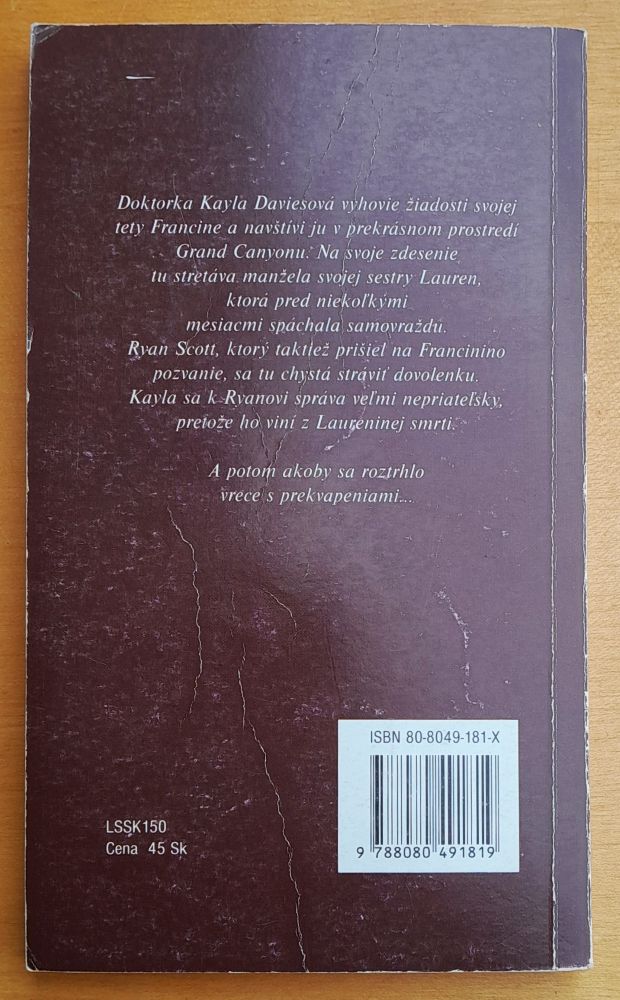 Doktorka Kayla Daviesová vyhovie žiadosti svojej
tety Francine a navštívi ju v prekrásnom prostredí
Grand Canyonu. Na svoje zdesenie
tu stretáva manžela svojej sestry Lauren,
ktorá pred niekoľkými
mesiacmi spáchala samovraždu.
Ryan Scott, ktorý taktiež prišiel na Francinino
pozvanie, sa tu chystá stráviť dovolenku.
Kayla sa k Ryanovi správa veľmi nepriateľsky,
pretože ho viní z Laureninej smrti.
A potom akoby sa roztrhlo
vrece s prekvapeniami...
ISBN 80-8049-181-X
9 788080 491819
LSSK150
Cena 45 Sk